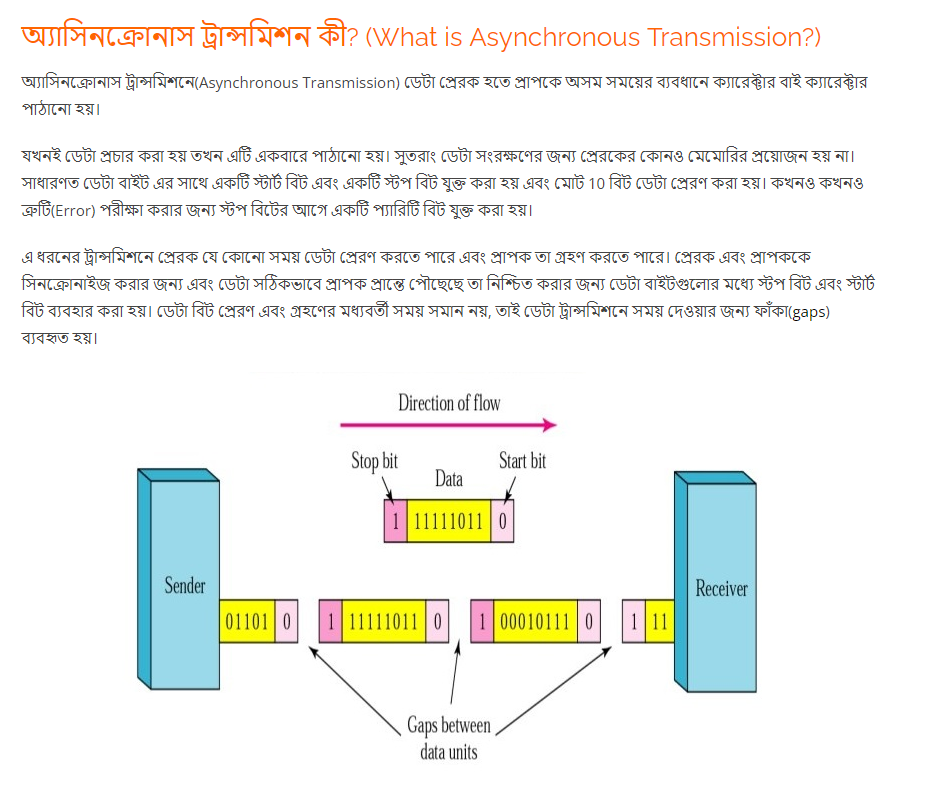 অ্যাসিনক্রোনাস ট্রান্সমিশন কী? (What is Asynchronous Transmission?)
অ্যাসিনক্রোনাস ট্রান্সমিশনে(Asynchronous Transmission) ডেটা প্রেরক হতে প্রাপকে অসম সময়ের ব্যবধানে ক্যারেক্টার বাই ক্যারেক্টার
পাঠানো হয়।
যখনই ডেটা প্রচার করা হয় তখন এটি একবারে পাঠানো হয়। সুতরাং ডেটা সংরক্ষণের জন্য প্রেরকের কোনও মেমোরির প্রয়োজন হয় না।
সাধারণত ডেটা বাইট এর সাথে একটি স্টার্ট বিট এবং একটি স্টপ বিট যুক্ত করা হয় এবং মোট 10 বিট ডেটা প্রেরণ করা হয়। কখনও কখনও
ত্রুটি(Error) পরীক্ষা করার জন্য স্টপ বিটের আগে একটি প্যারিটি বিট যুক্ত করা হয়।
এ ধরনের ট্রান্সমিশনে প্রেরক যে কোনো সময় ডেটা প্রেরণ করতে পারে এবং প্রাপক তা গ্রহণ করতে পারে। প্রেরক এবং প্রাপককে
সিনক্রোনাইজ করার জন্য এবং ডেটা সঠিকভাবে প্রাপক প্রান্তে পৌছেছে তা নিশ্চিত করার জন্য ডেটা বাইটগুলোর মধ্যে স্টপ বিট এবং স্টার্ট
বিট ব্যবহার করা হয়। ডেটা বিট প্রেরণ এবং গ্রহণের মধ্যবর্তী সময় সমান নয়, তাই ডেটা ট্রান্সমিশনে সময় দেওয়ার জন্য ফাঁকা(gaps)
ব্যবহৃত হয়।
Direction of flow
Stop bit Data Start bit
1 11111011 0
Sender
Receiver
01101 0 1 11111011 0 1 00010111 0 1 11
Gaps between
data units